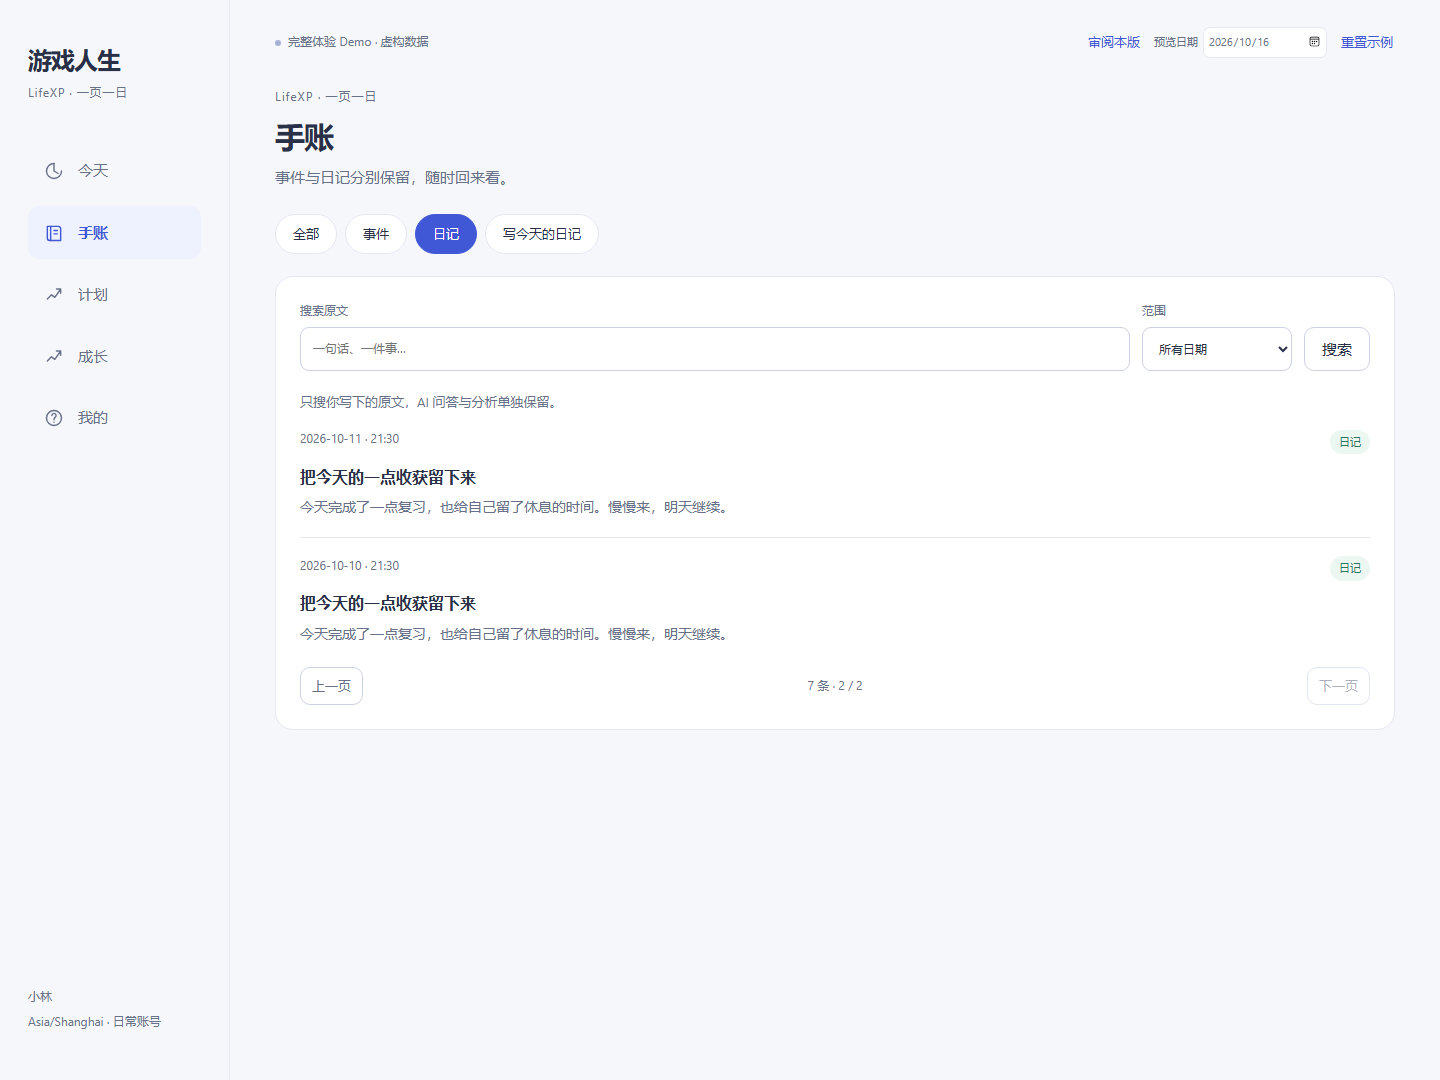 游戏人生
LifeXP · 一页一日
今天
手账
计划
成长
我的
小林
Asia/Shanghai · 日常账号
完整体验 Demo · 虚构数据
审阅本版
预览日期
2026/10/16
重置示例
LifeXP · 一页一日
手账
事件与日记分别保留，随时回来看。
全部
事件
日记
写今天的日记
搜索原文
范围
一句话、一件事...
所有日期
搜索
只搜你写下的原文，AI 问答与分析单独保留。
2026-10-11 · 21:30
日记
把今天的一点收获留下来
今天完成了一点复习，也给自己留了休息的时间。慢慢来，明天继续。
2026-10-10 · 21:30
日记
把今天的一点收获留下来
今天完成了一点复习，也给自己留了休息的时间。慢慢来，明天继续。
上一页
7 条 · 2 / 2
下一页